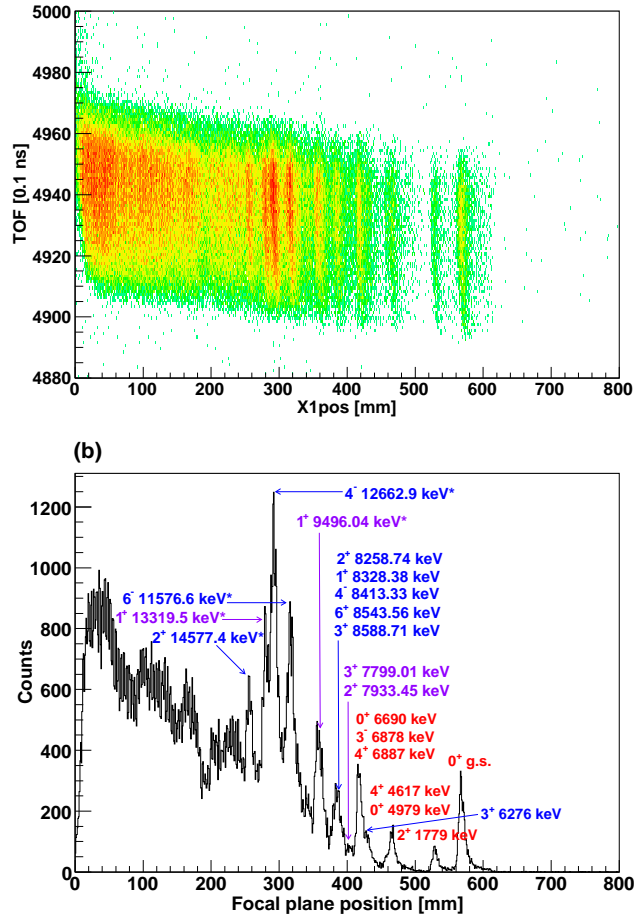 5000
4980
4960
4940
4920
4900
4880
TOF [0.1 ns]
0 100 200 300 400 500 600 700 800
X1pos [mm]
(b)
1200
1000
800
600
400
200
0
Counts
4⁻ 12662.9 keV*
1⁺ 9496.04 keV*
2⁺ 8258.74 keV
1⁺ 8328.38 keV
4⁻ 8413.33 keV
6⁺ 8543.56 keV
3⁺ 8588.71 keV
6⁻ 11576.6 keV*
1⁺ 13319.5 keV*
2⁺ 14577.4 keV*
3⁺ 7799.01 keV
2⁺ 7933.45 keV
0⁺ 6690 keV
3⁻ 6878 keV
4⁺ 6887 keV
0⁺ g.s.
4⁺ 4617 keV
0⁺ 4979 keV
3⁺ 6276 keV
2⁺ 1779 keV
0 100 200 300 400 500 600 700 800
Focal plane position [mm]